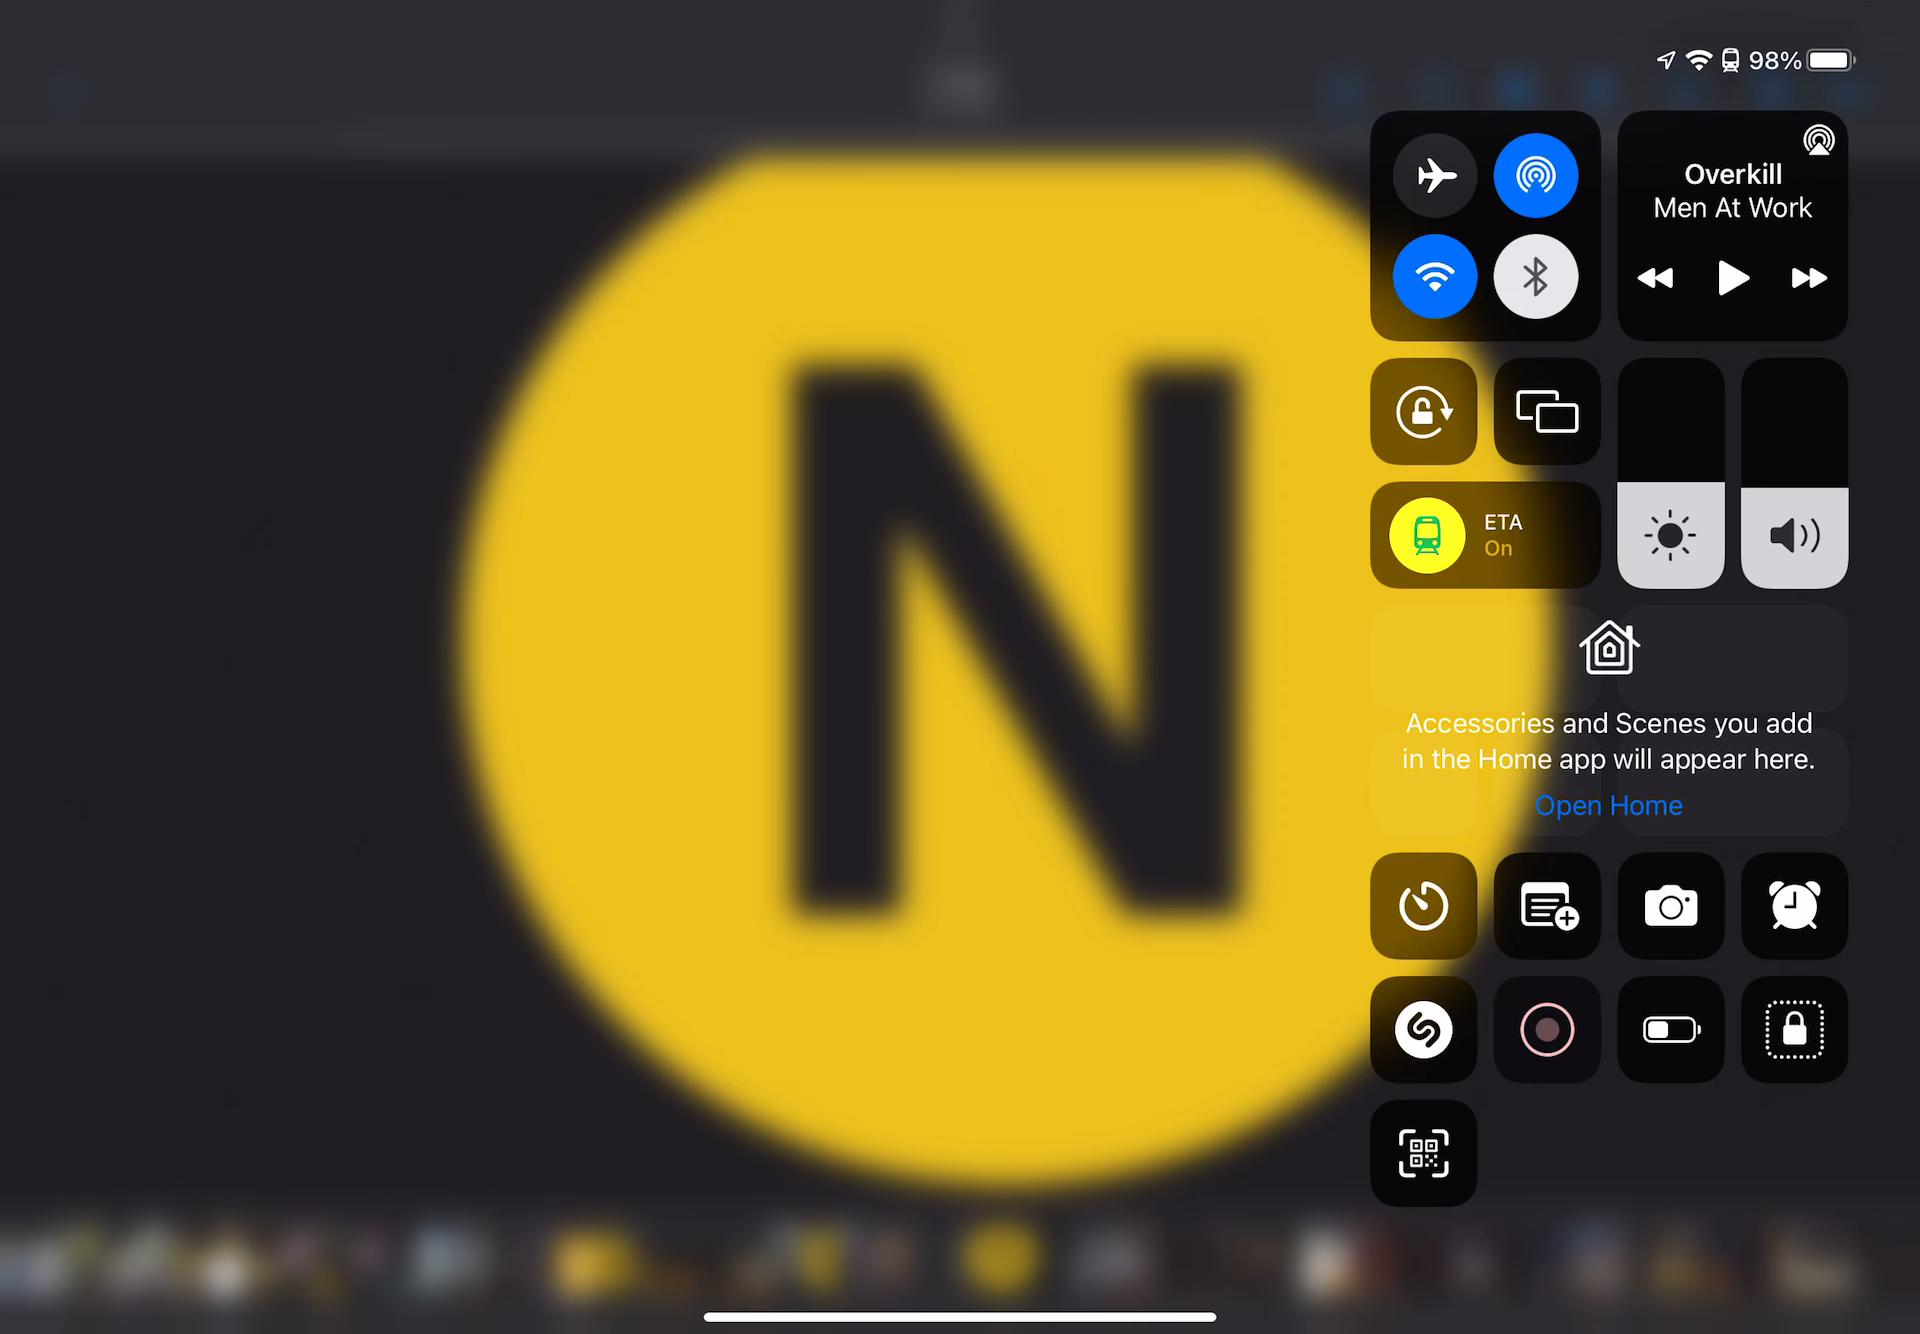 98%
Overkill
Men At Work
ETA
On
Accessories and Scenes you add
in the Home app will appear here.
Open Home
N